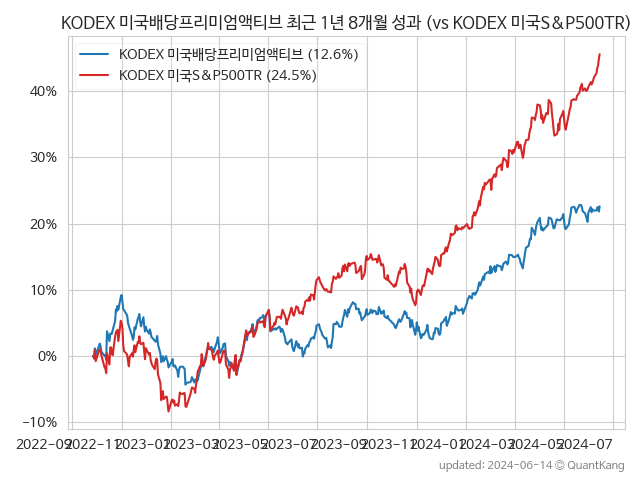 KODEX 미국배당프리미엄액티브 최근 1년 8개월 성과 (vs KODEX 미국S&P500TR)
KODEX 미국배당프리미엄액티브 (12.6%)
KODEX 미국S&P500TR (24.5%)
40%
30%
20%
10%
0%
−10%
2022-09 2022-11 2023-01 2023-03 2023-05 2023-07 2023-09 2023-11 2024-01 2024-03 2024-05 2024-07
updated: 2024-06-14 © QuantKang